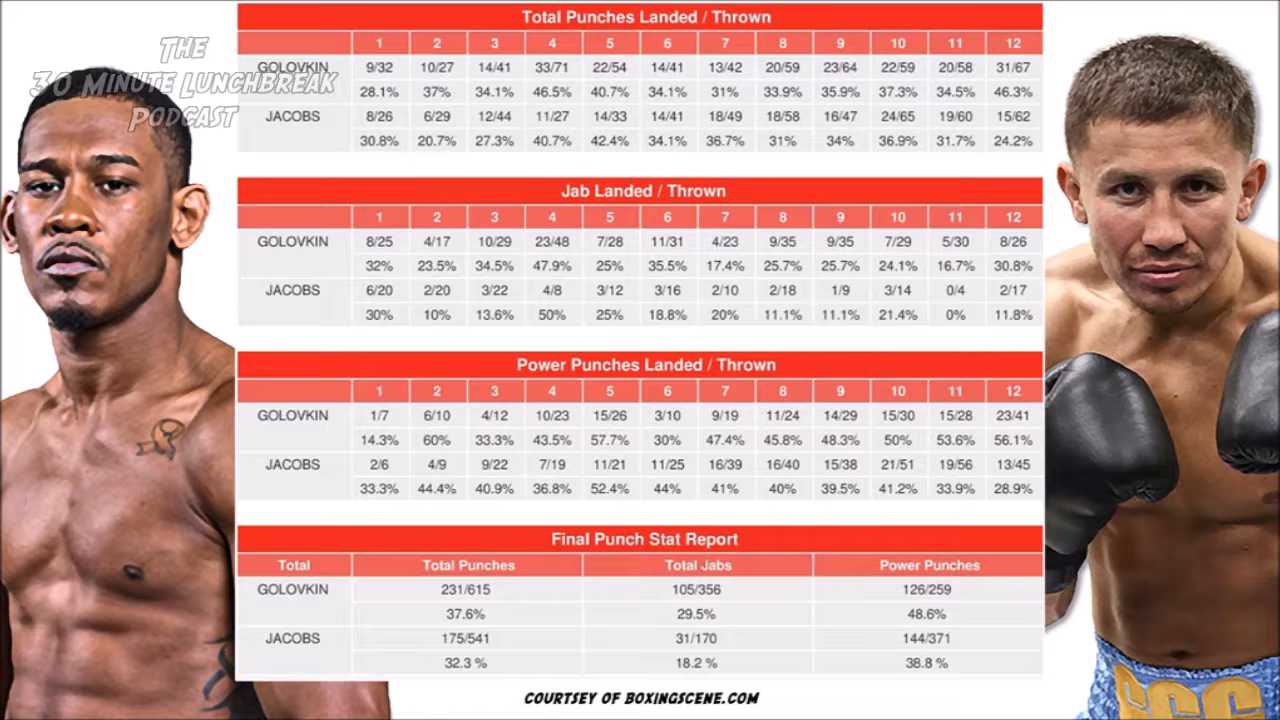 THE
30 MINUTE LUNCHBREAK
PODCAST
Total Punches Landed / Thrown
1 2 3 4 5 6 7 8 9 10 11 12
GOLOVKIN 9/32 10/27 14/41 33/71 22/54 14/41 13/42 20/59 23/64 22/59 20/58 31/67
28.1% 37% 34.1% 46.5% 40.7% 34.1% 31% 33.9% 35.9% 37.3% 34.5% 46.3%
JACOBS 8/26 6/29 12/44 11/27 14/33 14/41 18/49 18/58 16/47 24/65 19/60 15/62
30.8% 20.7% 27.3% 40.7% 42.4% 34.1% 36.7% 31% 34% 36.9% 31.7% 24.2%
Jab Landed / Thrown
1 2 3 4 5 6 7 8 9 10 11 12
GOLOVKIN 8/25 4/17 10/29 23/48 7/28 11/31 4/23 9/35 9/35 7/29 5/30 8/26
32% 23.5% 34.5% 47.9% 25% 35.5% 17.4% 25.7% 25.7% 24.1% 16.7% 30.8%
JACOBS 6/20 2/20 3/22 4/8 3/12 3/16 2/10 2/18 1/9 3/14 0/4 2/17
30% 10% 13.6% 50% 25% 18.8% 20% 11.1% 11.1% 21.4% 0% 11.8%
Power Punches Landed / Thrown
1 2 3 4 5 6 7 8 9 10 11 12
GOLOVKIN 1/7 6/10 4/12 10/23 15/26 3/10 9/19 11/24 14/29 15/30 15/28 23/41
14.3% 60% 33.3% 43.5% 57.7% 30% 47.4% 45.8% 48.3% 50% 53.6% 56.1%
JACOBS 2/6 4/9 9/22 7/19 11/21 11/25 16/39 16/40 15/38 21/51 19/56 13/45
33.3% 44.4% 40.9% 36.8% 52.4% 44% 41% 40% 39.5% 41.2% 33.9% 28.9%
Final Punch Stat Report
Total Total Punches Total Jabs Power Punches
GOLOVKIN 231/615 105/356 126/259
37.6% 29.5% 48.6%
JACOBS 175/541 31/170 144/371
32.3 % 18.2 % 38.8 %
COURTSEY OF BOXINGSCENE.COM
GGG